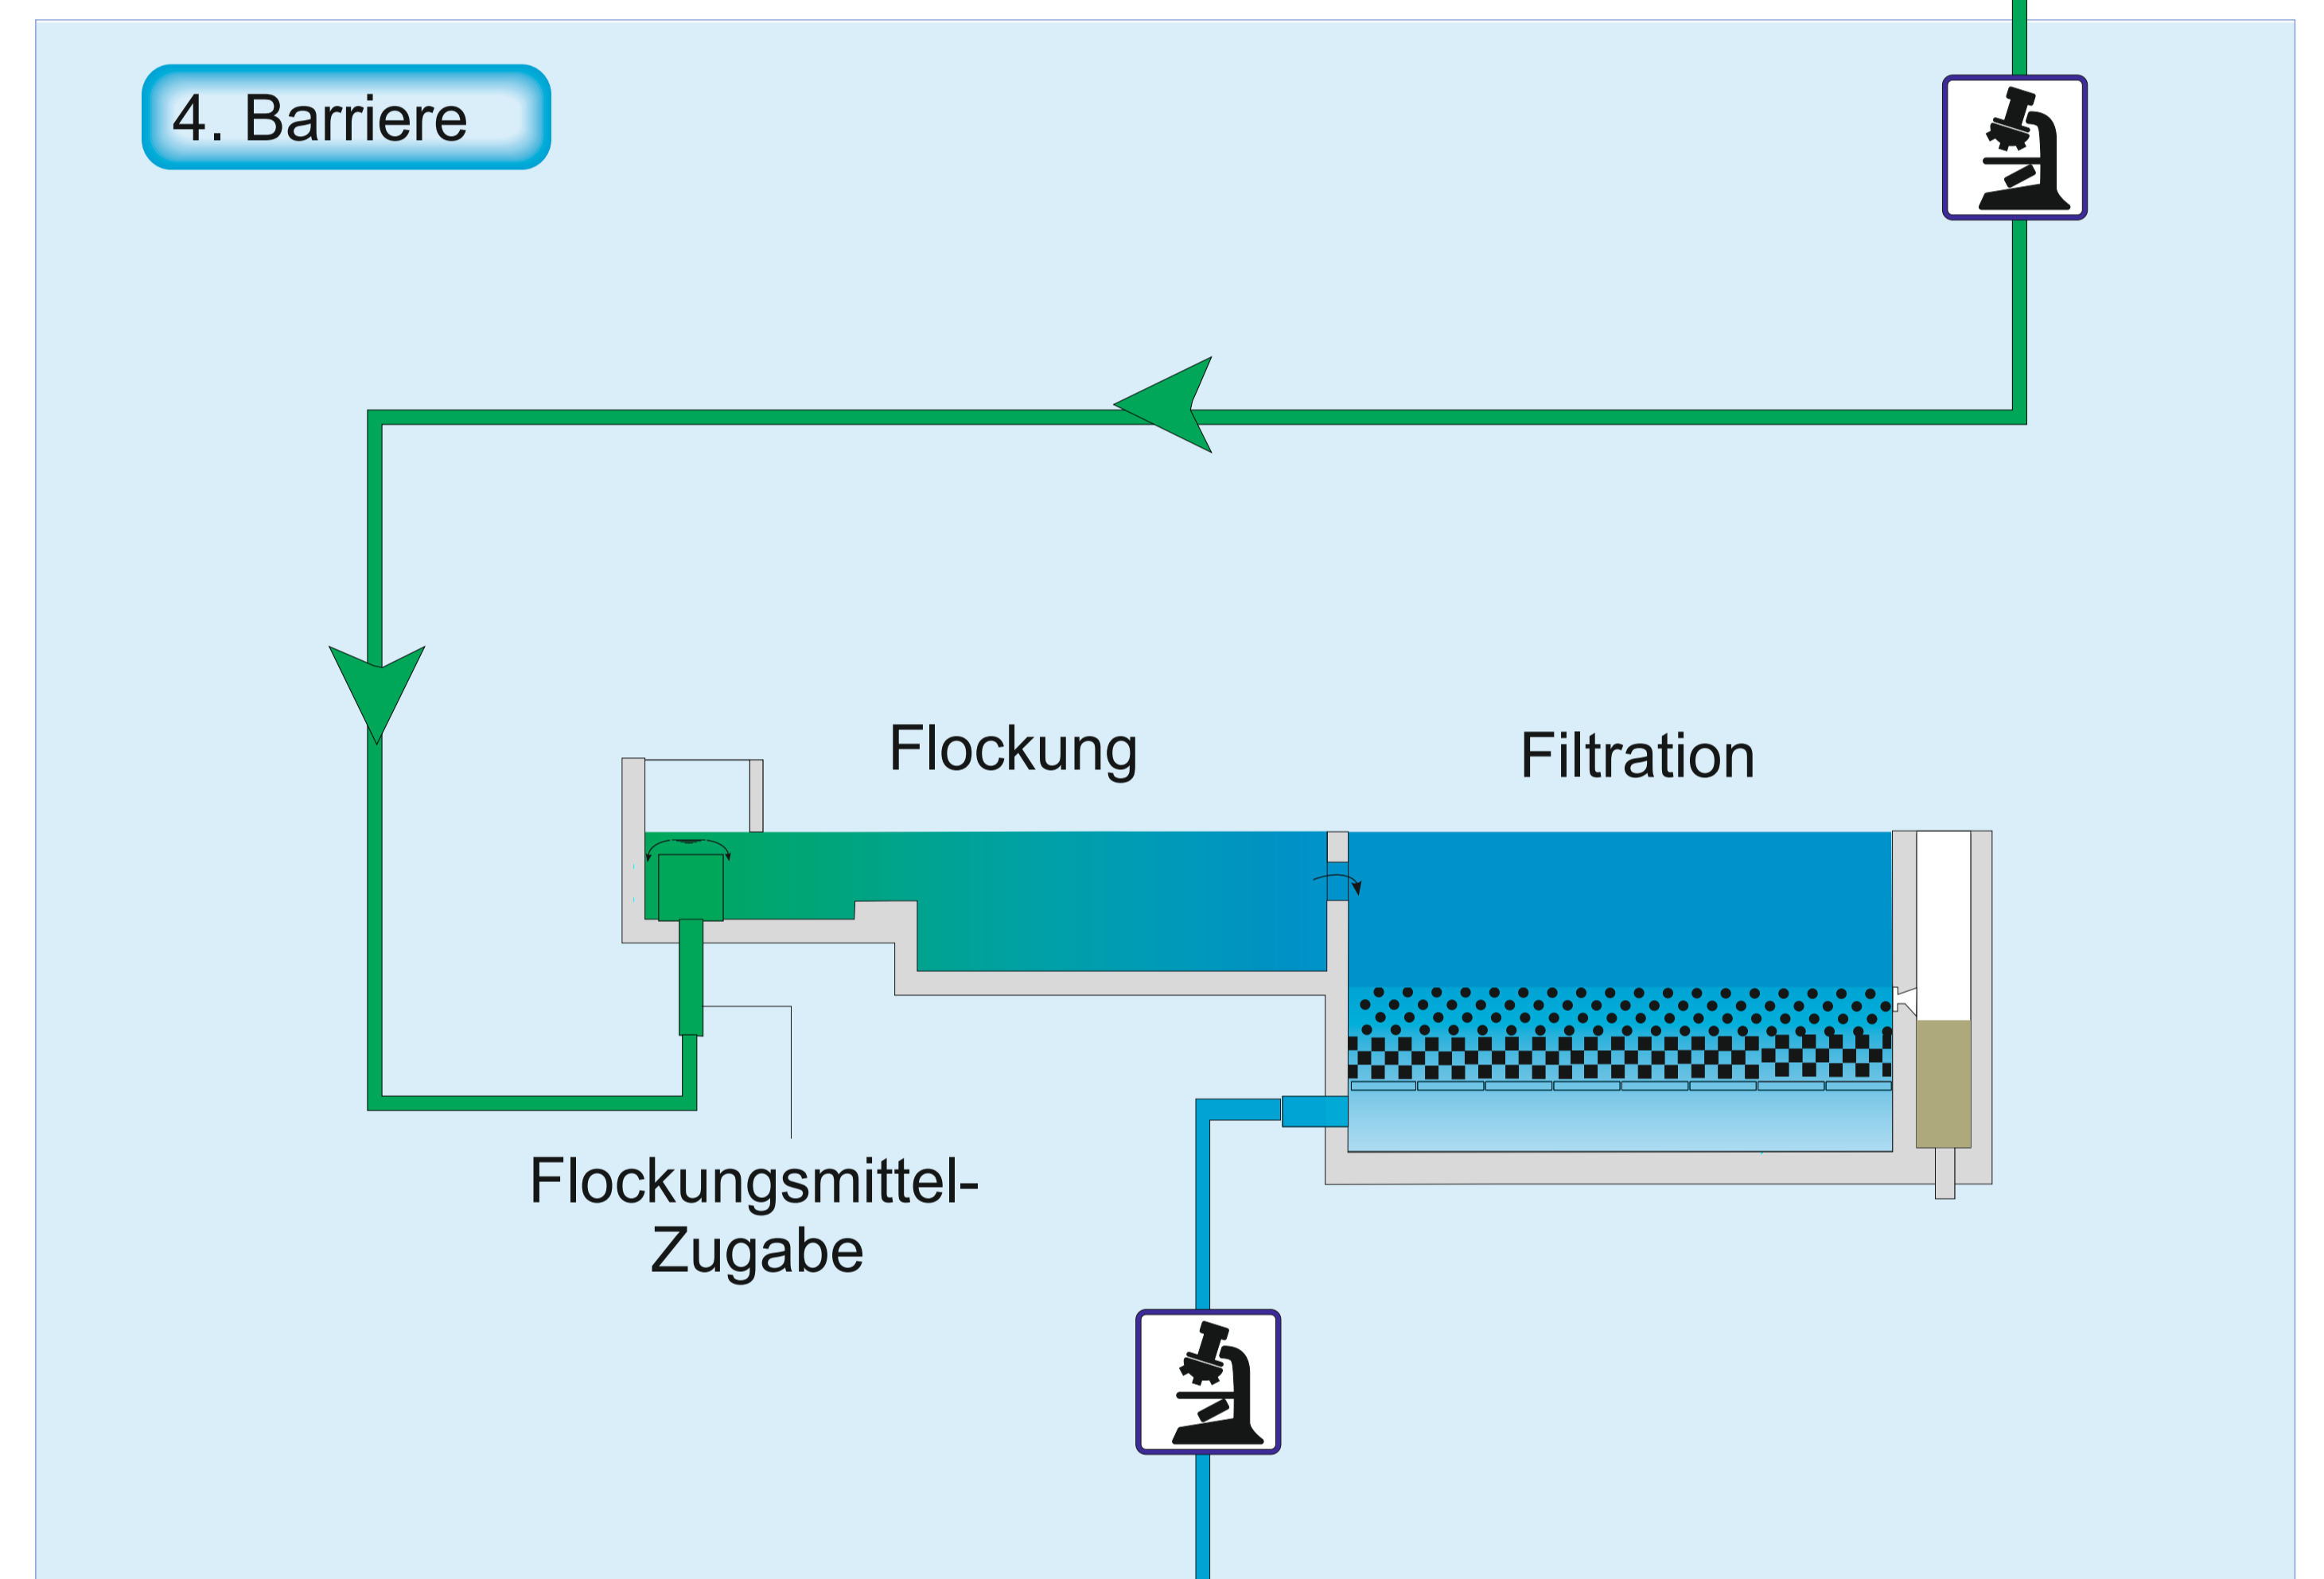 4. Barriere
Flockung
Filtration
Flockungsmittel-
Zugabe